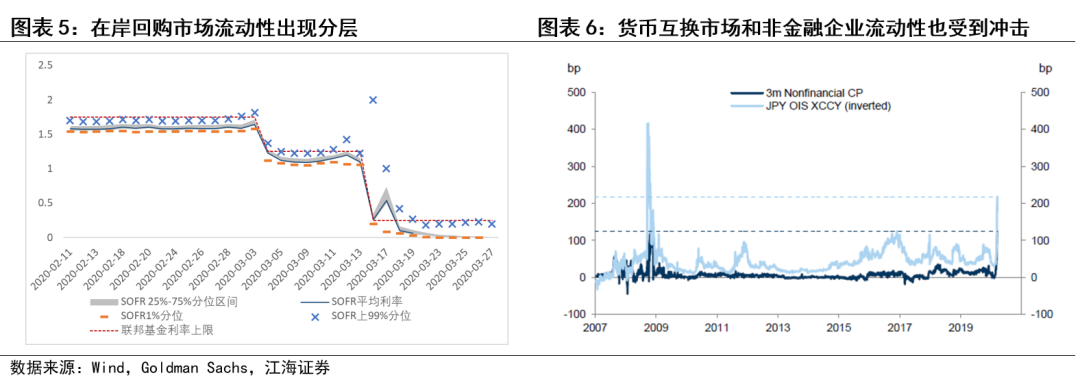 图表 5：在岸回购市场流动性出现分层
2.5
2
1.5
1
0.5
0
2020-02-11
2020-02-13
2020-02-18
2020-02-20
2020-02-24
2020-02-26
2020-02-28
2020-03-03
2020-03-05
2020-03-09
2020-03-11
2020-03-13
2020-03-17
2020-03-19
2020-03-23
2020-03-25
2020-03-27
SOFR 25%-75%分位区间
SOFR平均利率
SOFR1%分位
SOFR上99%分位
联邦基金利率上限
图表 6：货币互换市场和非金融企业流动性也受到冲击
bp bp
3m Nonfinancial CP
JPY OIS XCCY (inverted)
500 500
400 400
300 300
200 200
100 100
0 0
-100 -100
2007 2009 2011 2013 2015 2017 2019
数据来源：Wind，Goldman Sachs，江海证券